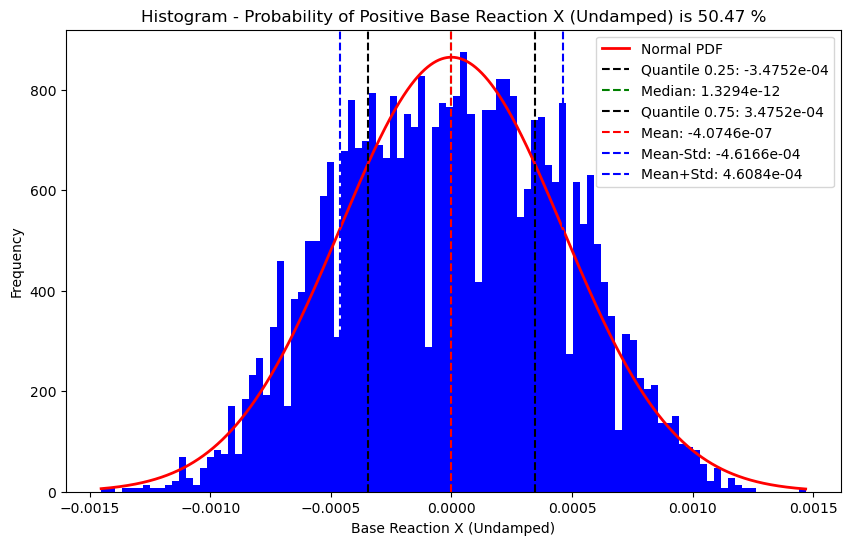 Histogram - Probability of Positive Base Reaction X (Undamped) is 50.47 %
Normal PDF
Quantile 0.25: -3.4752e-04
Median: 1.3294e-12
Quantile 0.75: 3.4752e-04
Mean: -4.0746e-07
Mean-Std: -4.6166e-04
Mean+Std: 4.6084e-04
Frequency
800
600
400
200
0
−0.0015 −0.0010 −0.0005 0.0000 0.0005 0.0010 0.0015
Base Reaction X (Undamped)